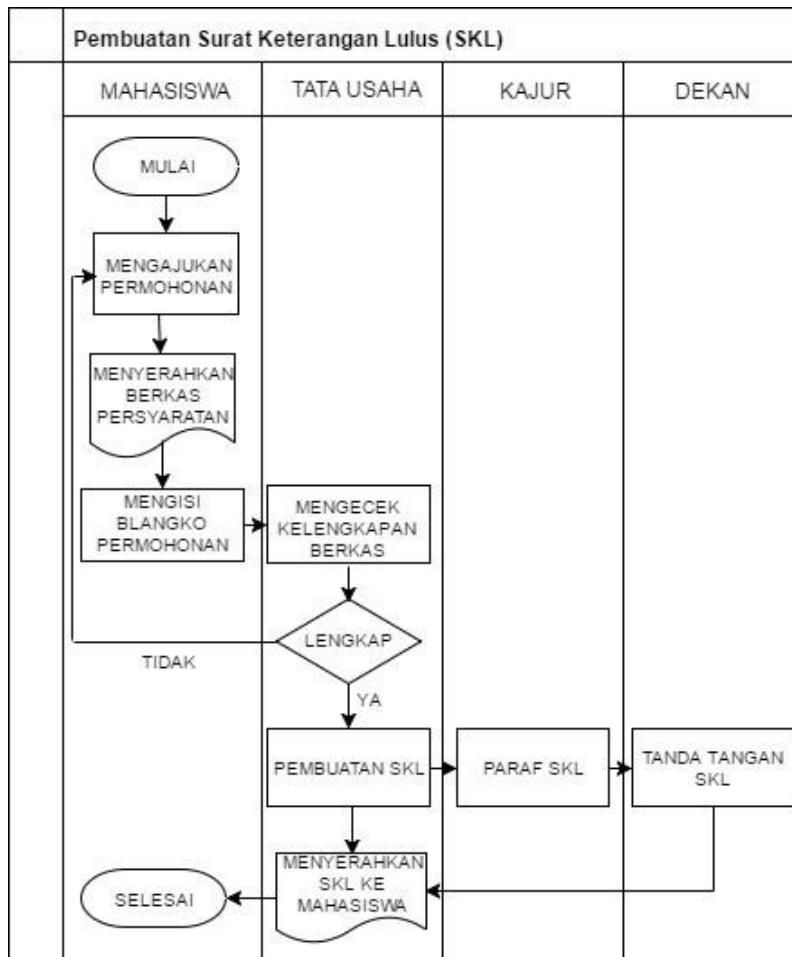 Pembuatan Surat Keterangan Lulus (SKL)
MAHASISWA
TATA USAHA
KAJUR
DEKAN
MULAI
MENGAJUKAN
PERMOHONAN
MENYERAHKAN
BERKAS
PERSYARATAN
MENGISI
BLANGKO
PERMOHONAN
MENGECEK
KELENGKAPAN
BERKAS
LENGKAP
TIDAK
YA
PEMBUATAN SKL
PARAF SKL
TANDA TANGAN
SKL
MENYERAHKAN
SKL KE
MAHASISWA
SELESAI